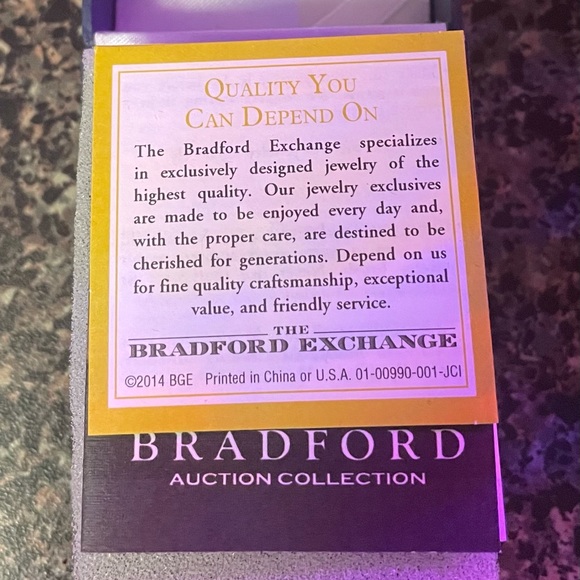 QUALITY YOU
CAN DEPEND ON
The Bradford Exchange specializes
in exclusively designed jewelry of the
highest quality. Our jewelry exclusives
are made to be enjoyed every day and,
with the proper care, are destined to be
cherished for generations. Depend on us
for fine quality craftsmanship, exceptional
value, and friendly service.
THE
BRADFORD EXCHANGE
©2014 BGE Printed in China or U.S.A. 01-00990-001-JCI
BRADFORD
AUCTION COLLECTION